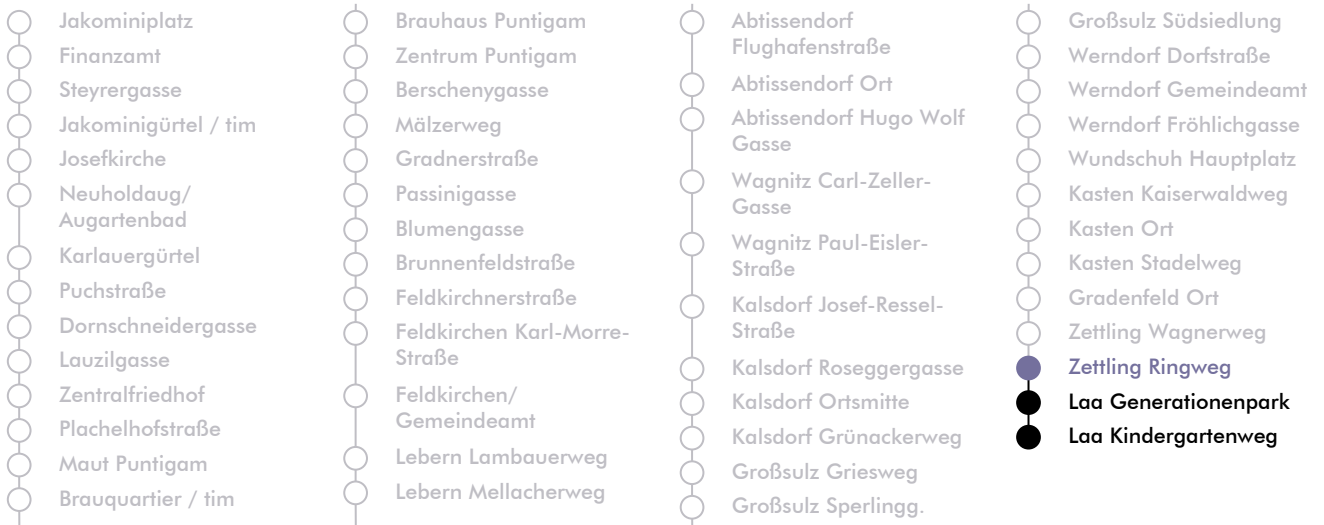 Jakominiplatz
Finanzamt
Steyrergasse
Jakominigürtel / tim
Josefkirche
Neuholdaug/
Augartenbad
Karlauergürtel
Puchstraße
Dornschneidergasse
Lauzilgasse
Zentralfriedhof
Plachelhofstraße
Maut Puntigam
Brauquartier / tim
Brauhaus Puntigam
Zentrum Puntigam
Berschenygasse
Mälzerweg
Gradnerstraße
Passinigasse
Blumengasse
Brunnenfeldstraße
Feldkirchnerstraße
Feldkirchen Karl-Morre-
Straße
Feldkirchen/
Gemeindeamt
Lebern Lambauerweg
Lebern Mellacherweg
Abtissendorf
Flughafenstraße
Abtissendorf Ort
Abtissendorf Hugo Wolf
Gasse
Wagnitz Carl-Zeller-
Gasse
Wagnitz Paul-Eisler-
Straße
Kalsdorf Josef-Ressel-
Straße
Kalsdorf Roseggergasse
Kalsdorf Ortsmitte
Kalsdorf Grünackerweg
Großsulz Griesweg
Großsulz Sperlingg.
Großsulz Südsiedlung
Werndorf Dorfstraße
Werndorf Gemeindeamt
Werndorf Fröhlichgasse
Wundschuh Hauptplatz
Kasten Kaiserwaldweg
Kasten Ort
Kasten Stadelweg
Gradenfeld Ort
Zettling Wagnerweg
Zettling Ringweg
Laa Generationenpark
Laa Kindergartenweg